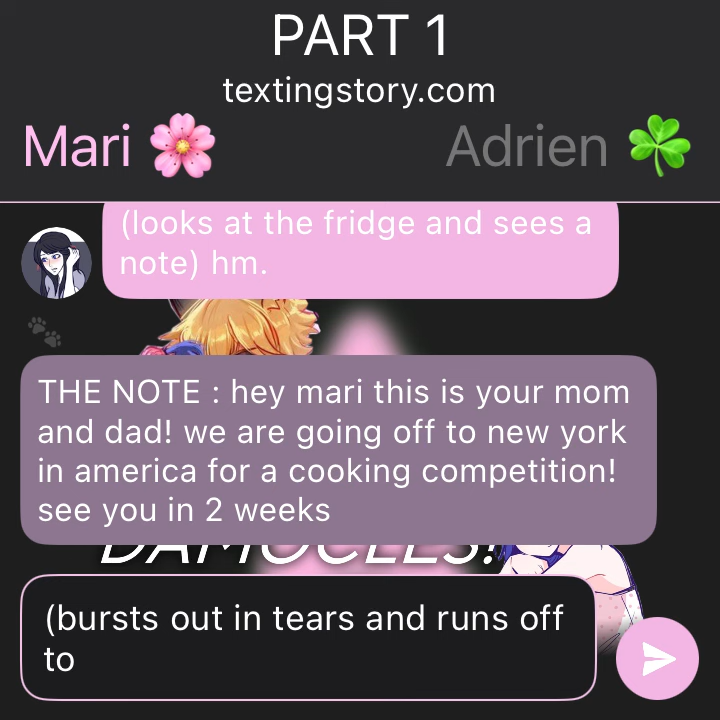 PART 1
textingstory.com
Mari 🌸 Adrien ☘️
(looks at the fridge and sees a
note) hm.
THE NOTE : hey mari this is your mom
and dad! we are going off to new york
in america for a cooking competition!
see you in 2 weeks
DAMOCLES!
(bursts out in tears and runs off
to